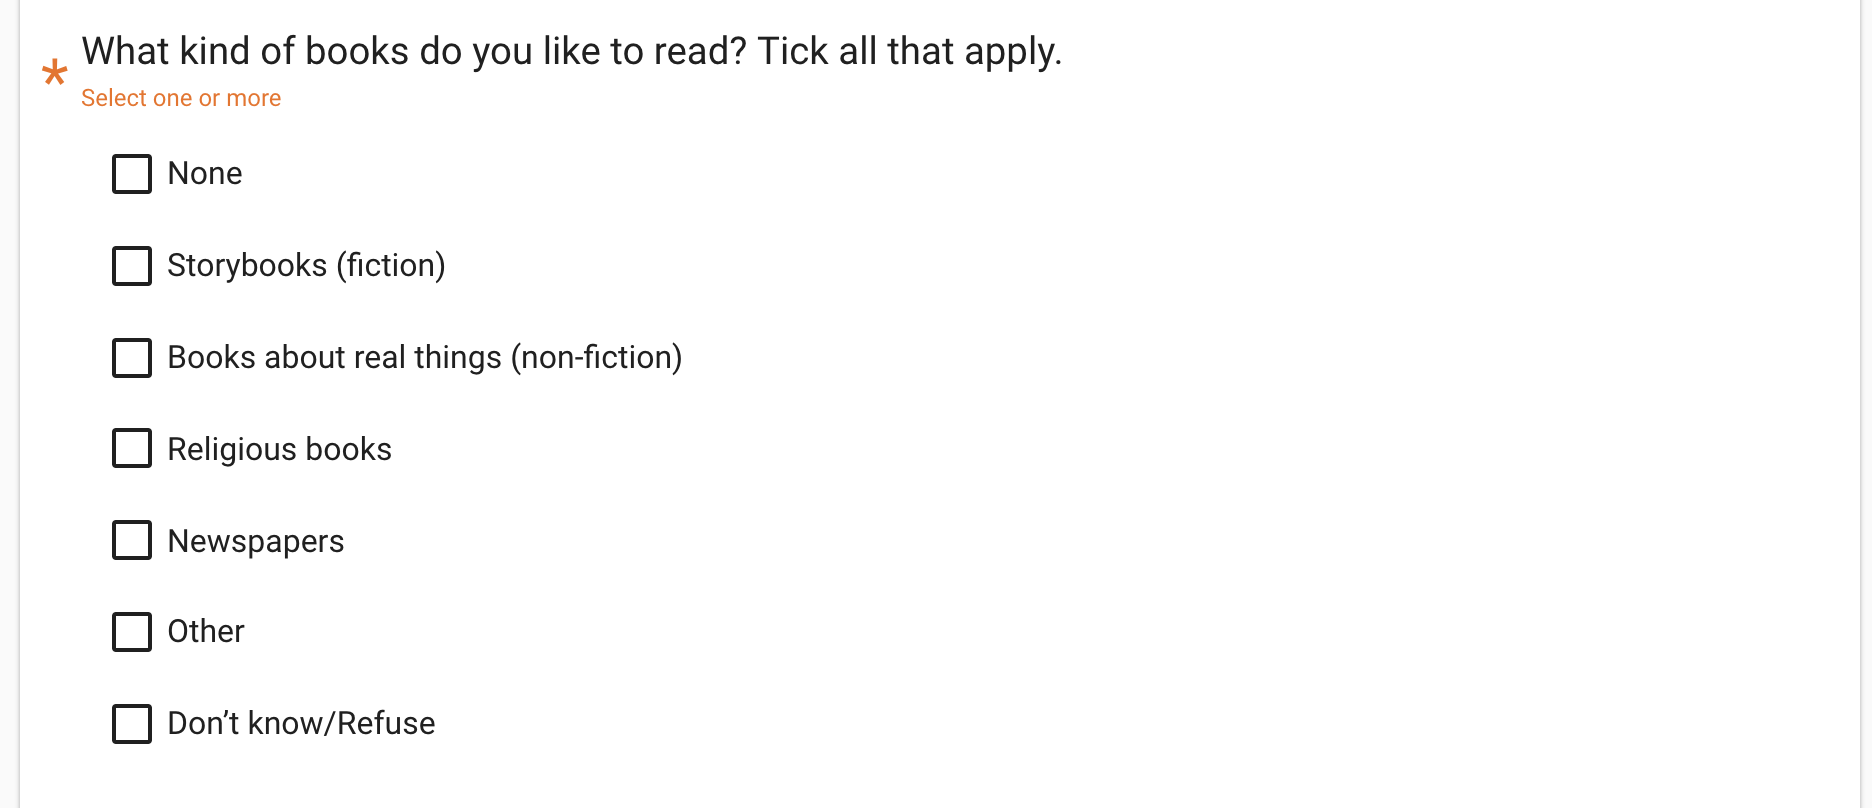 What kind of books do you like to read? Tick all that apply.
*
Select one or more
None
Storybooks (fiction)
Books about real things (non-fiction)
Religious books
Newspapers
Other
Don’t know/Refuse